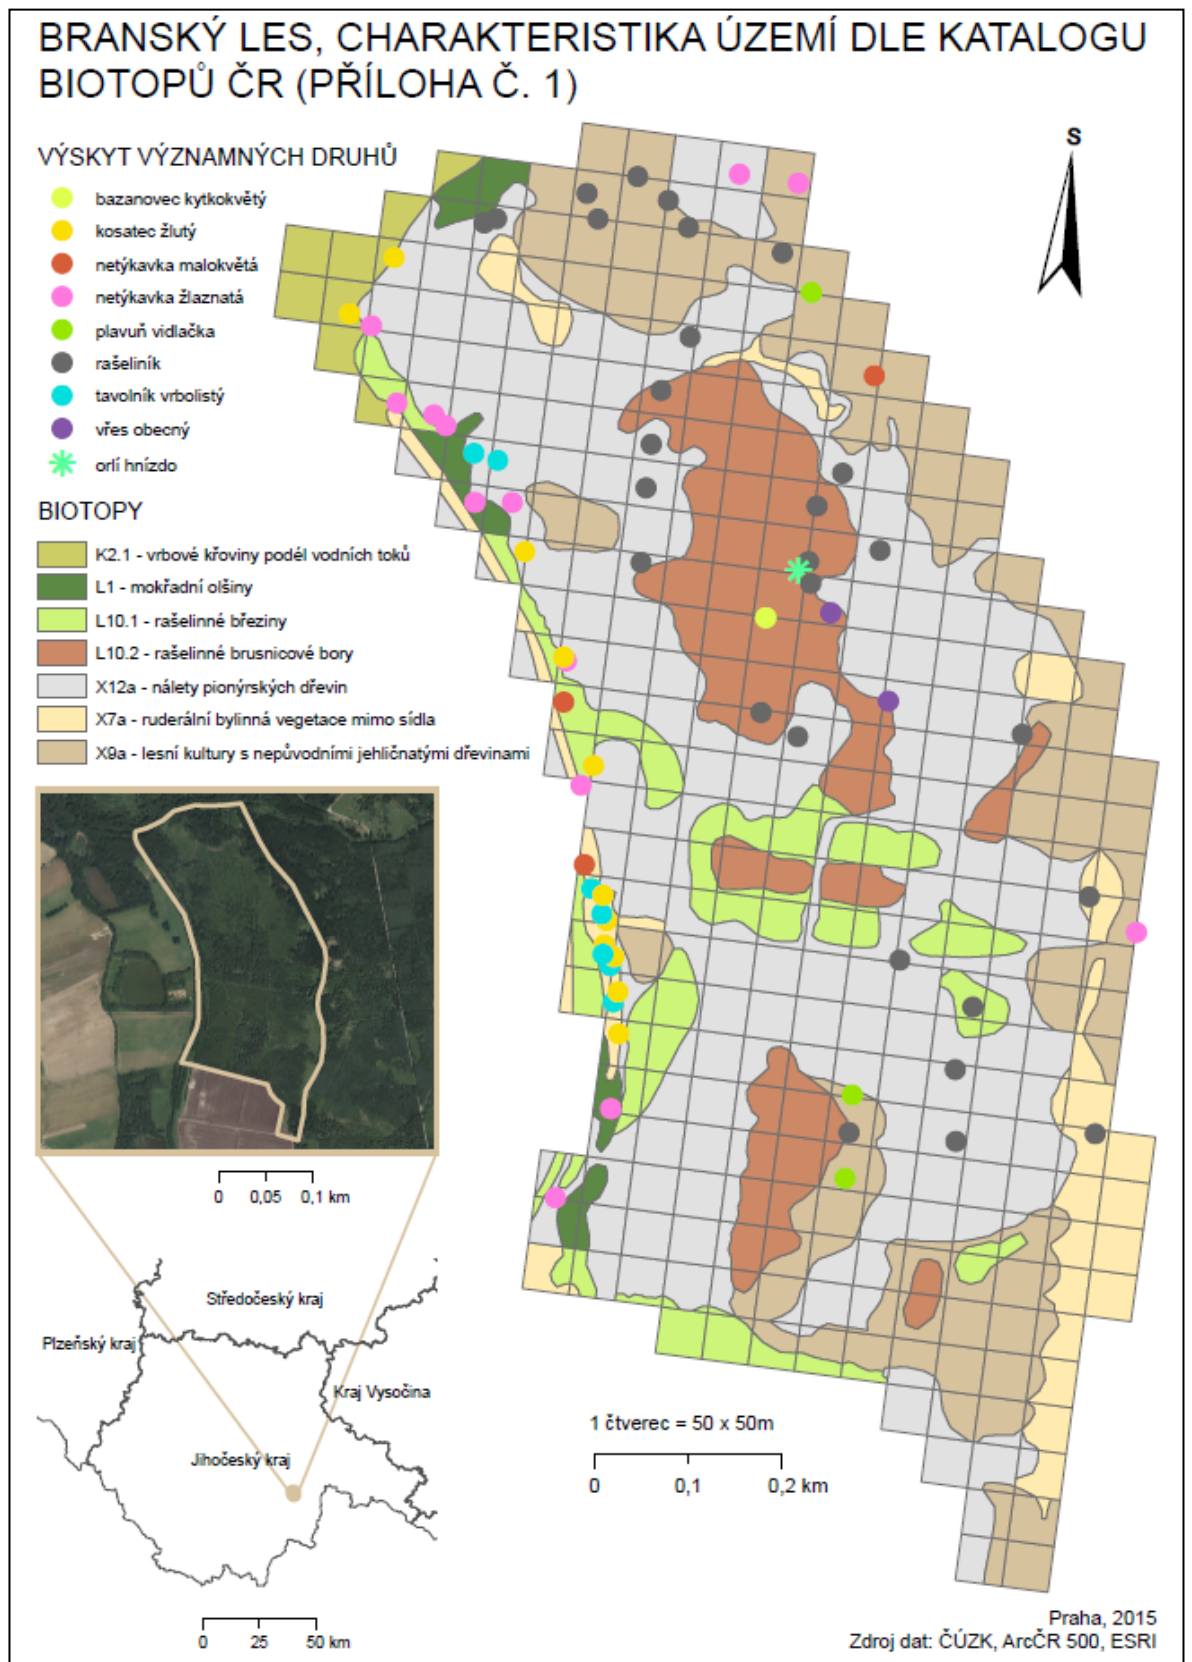 BRANSKÝ LES, CHARAKTERISTIKA ÚZEMÍ DLE KATALOGU
BIOTOPŮ ČR (PŘÍLOHA Č. 1)
VÝSKYT VÝZNAMNÝCH DRUHŮ
bazanovec kytkokvětý
kosatec žlutý
netýkavka malokvětá
netýkavka žlaznatá
plavuň vidlačka
rašeliník
tavolník vrbolistý
vřes obecný
orlí hnízdo
S
BIOTOPY
K2.1 - vrbové křoviny podél vodních toků
L1 - mokřadní olšiny
L10.1 - rašelinné březiny
L10.2 - rašelinné brusnicové bory
X12a - nálety pionýrských dřevin
X7a - ruderální bylinná vegetace mimo sídla
X9a - lesní kultury s nepůvodními jehličnatými dřevinami
0 0,05 0,1 km
Středočeský kraj
Plzeňský kraj
Kraj Vysočina
Jihočeský kraj
0 25 50 km
1 čtverec = 50 x 50m
0 0,1 0,2 km
Praha, 2015
Zdroj dat: ČÚZK, ArcČR 500, ESRI